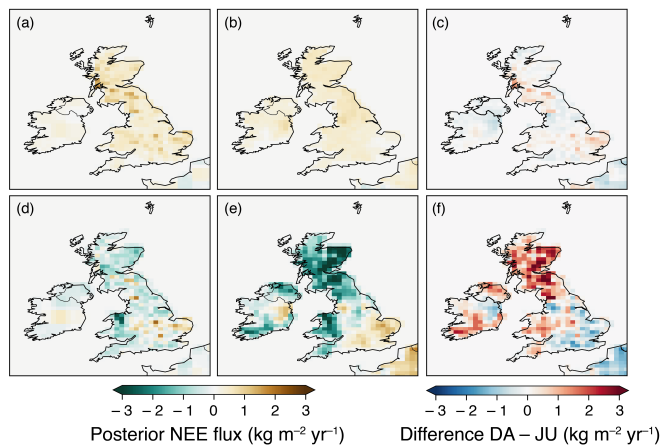 (a) (b) (c)
(d) (e) (f)
−3 −2 −1 0 1 2 3 −3 −2 −1 0 1 2 3
Posterior NEE flux (kg m⁻² yr⁻¹) Difference DA – JU (kg m⁻² yr⁻¹)